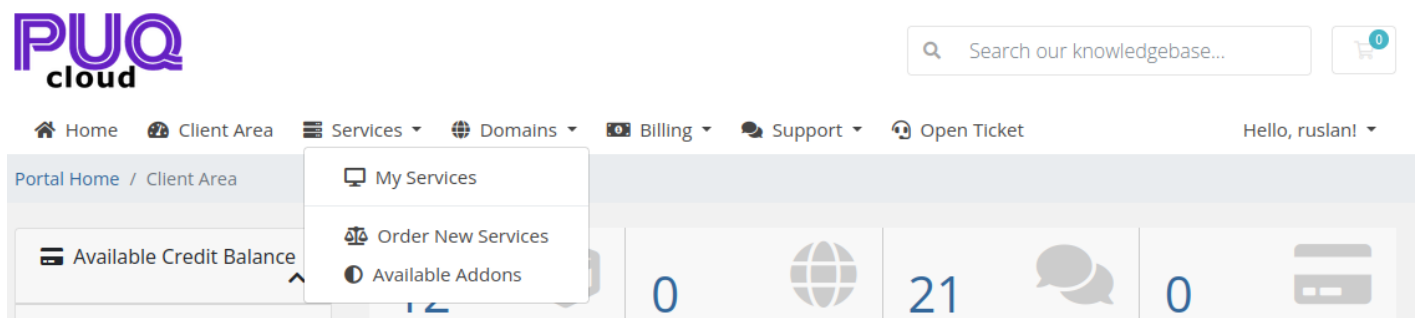 PUQ
cloud
Search our knowledgebase...
0
Home Client Area Services Domains Billing Support Open Ticket Hello, ruslan!
Portal Home / Client Area
My Services
Order New Services
Available Addons
Available Credit Balance
12 0 21 0